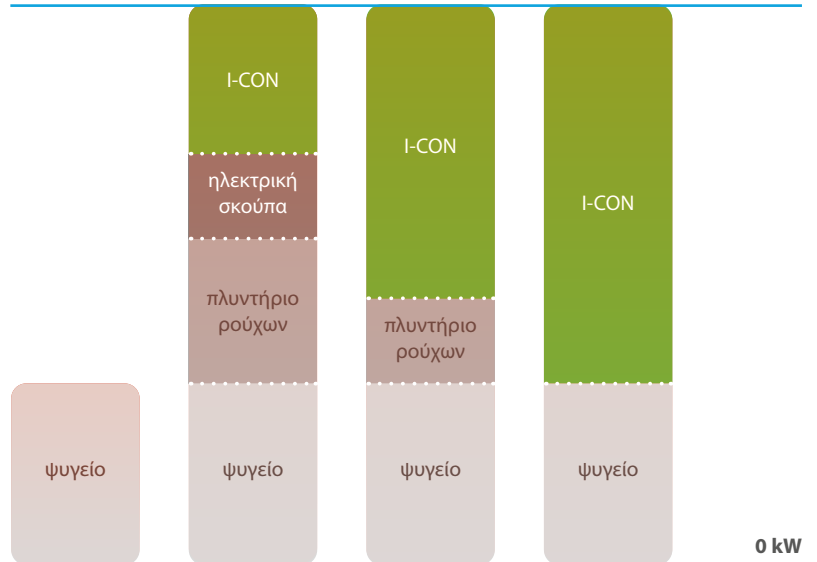 I-CON
ηλεκτρική
σκούπα
πλυντήριο
ρούχων
ψυγείο
I-CON
πλυντήριο
ρούχων
ψυγείο
I-CON
ψυγείο
ψυγείο
0 kW